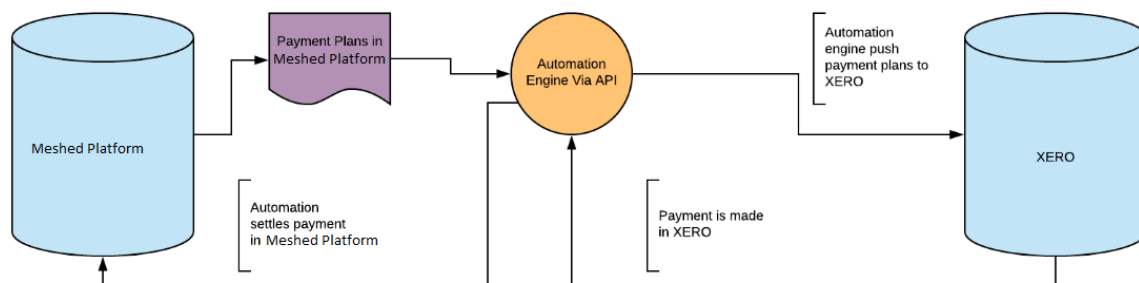 Meshed Platform
Payment Plans in
Meshed Platform
Automation
Engine Via API
Automation
engine push
payment plans to
XERO
XERO
Automation
settles payment
in Meshed Platform
Payment is made
in XERO